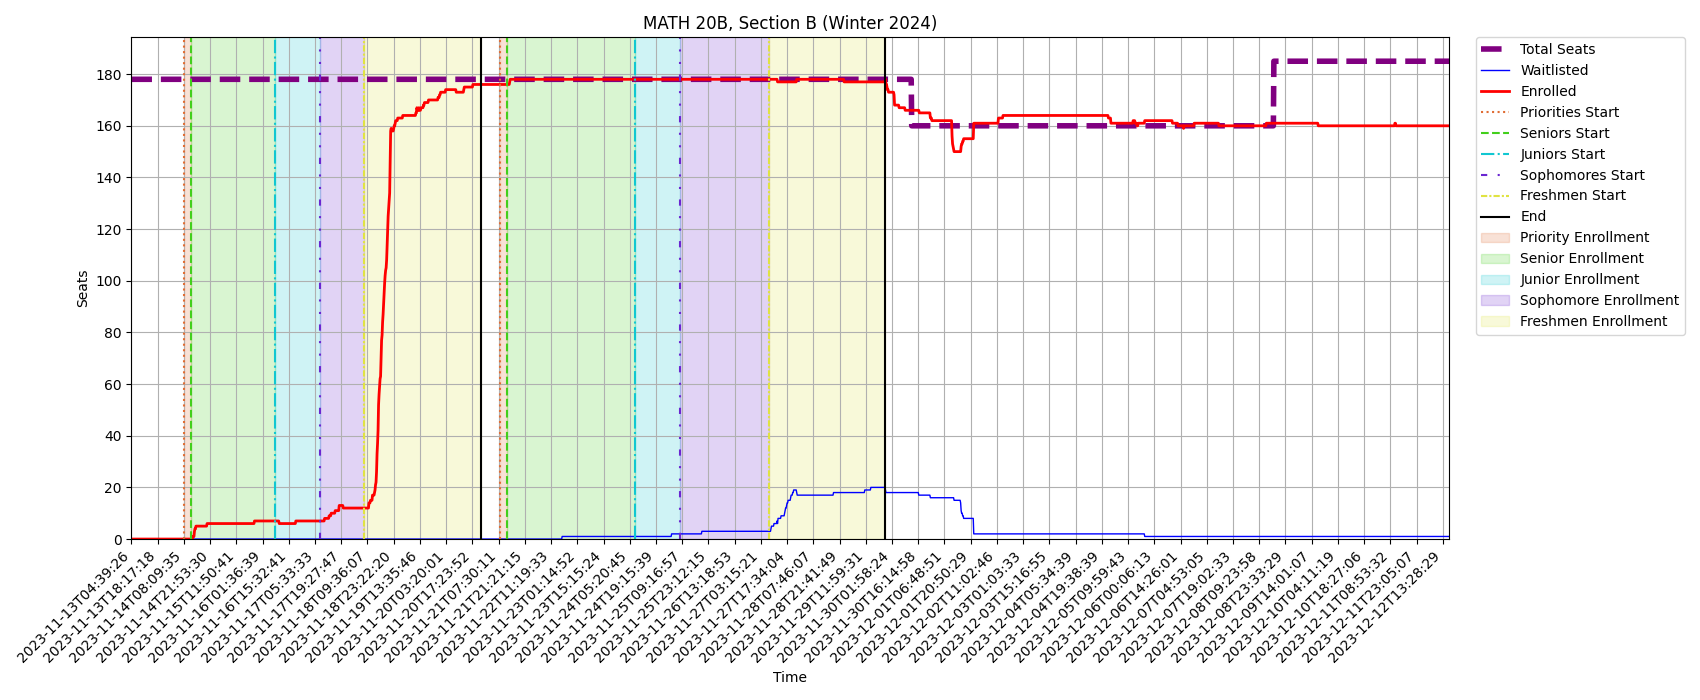 MATH 20B, Section B (Winter 2024)
Seats
180
160
140
120
100
80
60
40
20
0
2023-11-13T04:39:26
2023-11-13T18:17:18
2023-11-14T08:09:35
2023-11-14T21:53:30
2023-11-15T11:50:41
2023-11-16T01:36:39
2023-11-16T15:32:41
2023-11-17T05:33:33
2023-11-17T19:27:47
2023-11-18T09:36:07
2023-11-18T23:22:20
2023-11-19T13:35:46
2023-11-20T03:20:01
2023-11-20T17:23:52
2023-11-21T07:30:11
2023-11-21T21:21:15
2023-11-22T11:19:33
2023-11-23T01:14:52
2023-11-23T15:15:24
2023-11-24T05:20:45
2023-11-24T19:15:39
2023-11-25T09:16:57
2023-11-25T23:12:15
2023-11-26T13:18:53
2023-11-27T03:15:21
2023-11-27T17:34:04
2023-11-28T07:46:07
2023-11-28T21:41:49
2023-11-29T11:59:31
2023-11-30T01:58:24
2023-11-30T16:14:58
2023-12-01T06:48:51
2023-12-01T20:50:29
2023-12-02T11:02:46
2023-12-03T01:03:33
2023-12-03T15:16:55
2023-12-04T05:34:39
2023-12-04T19:38:39
2023-12-05T09:59:43
2023-12-06T00:06:13
2023-12-06T14:26:01
2023-12-07T04:53:05
2023-12-07T19:02:33
2023-12-08T09:23:58
2023-12-08T23:33:29
2023-12-09T14:01:07
2023-12-10T04:11:19
2023-12-10T18:27:06
2023-12-11T08:53:32
2023-12-11T23:05:07
2023-12-12T13:28:29
Time
Total Seats
Waitlisted
Enrolled
Priorities Start
Seniors Start
Juniors Start
Sophomores Start
Freshmen Start
End
Priority Enrollment
Senior Enrollment
Junior Enrollment
Sophomore Enrollment
Freshmen Enrollment